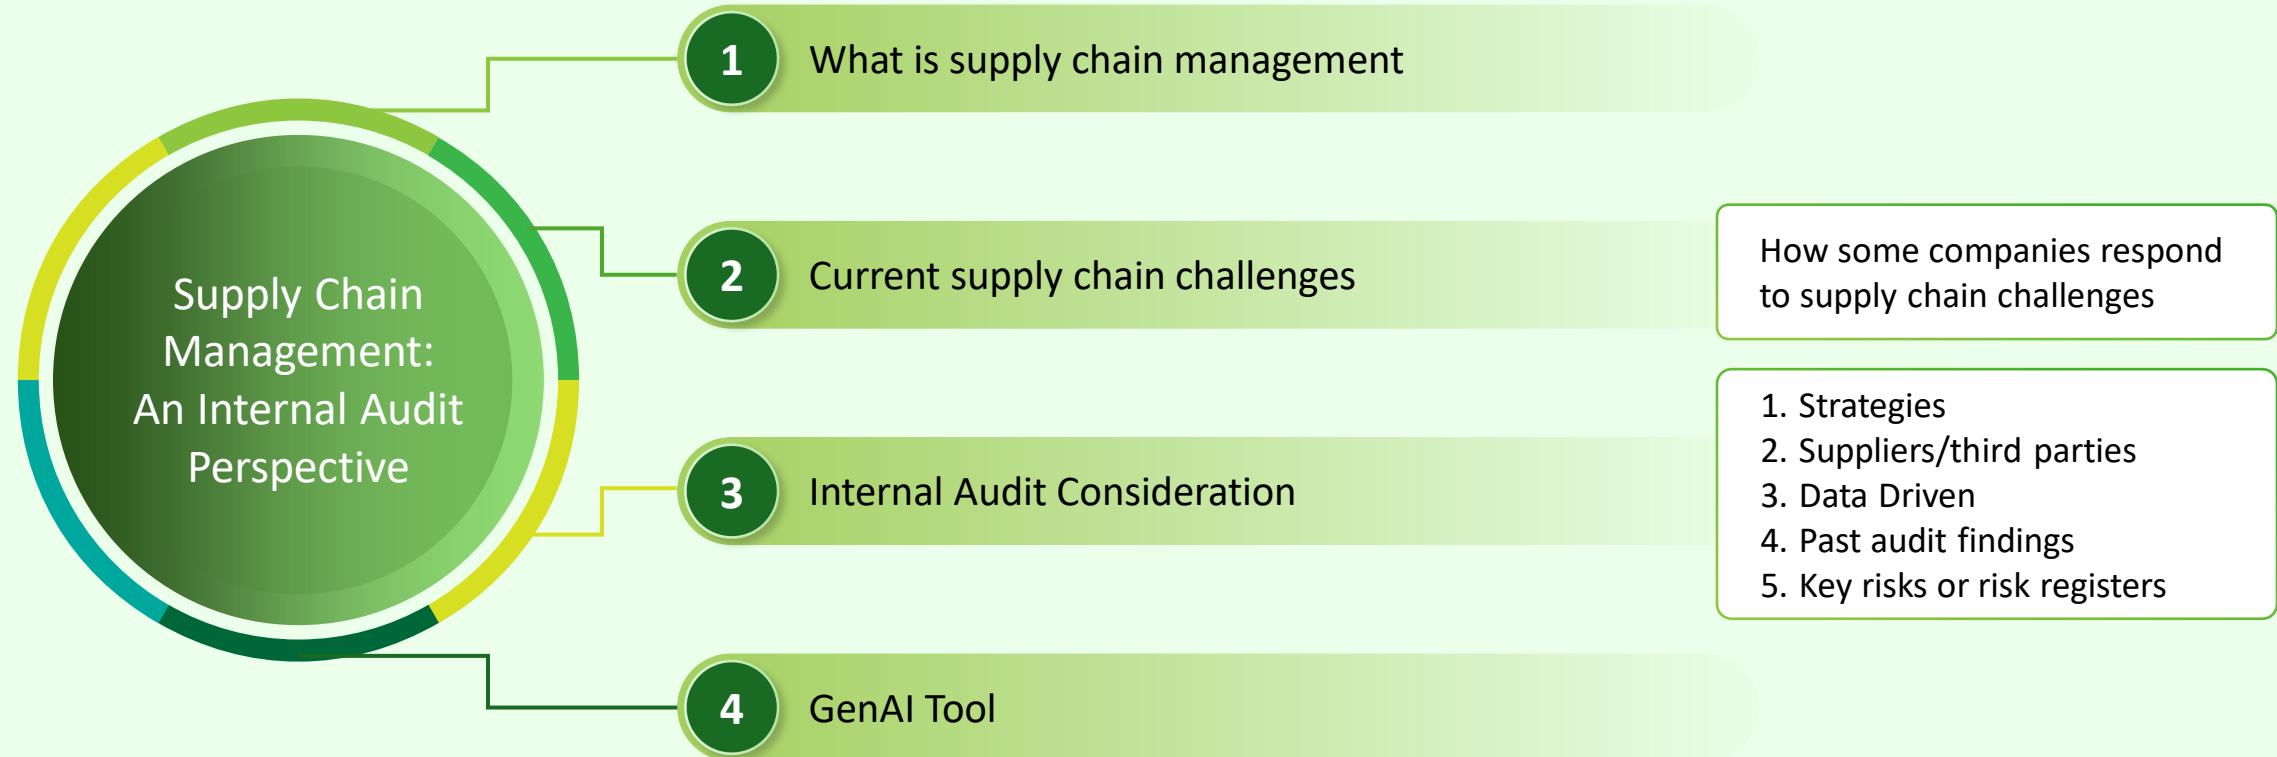 Supply Chain
Management:
An Internal Audit
Perspective
1
What is supply chain management
2
Current supply chain challenges
How some companies respond
to supply chain challenges
3
Internal Audit Consideration
1. Strategies
2. Suppliers/third parties
3. Data Driven
4. Past audit findings
5. Key risks or risk registers
4
GenAI Tool